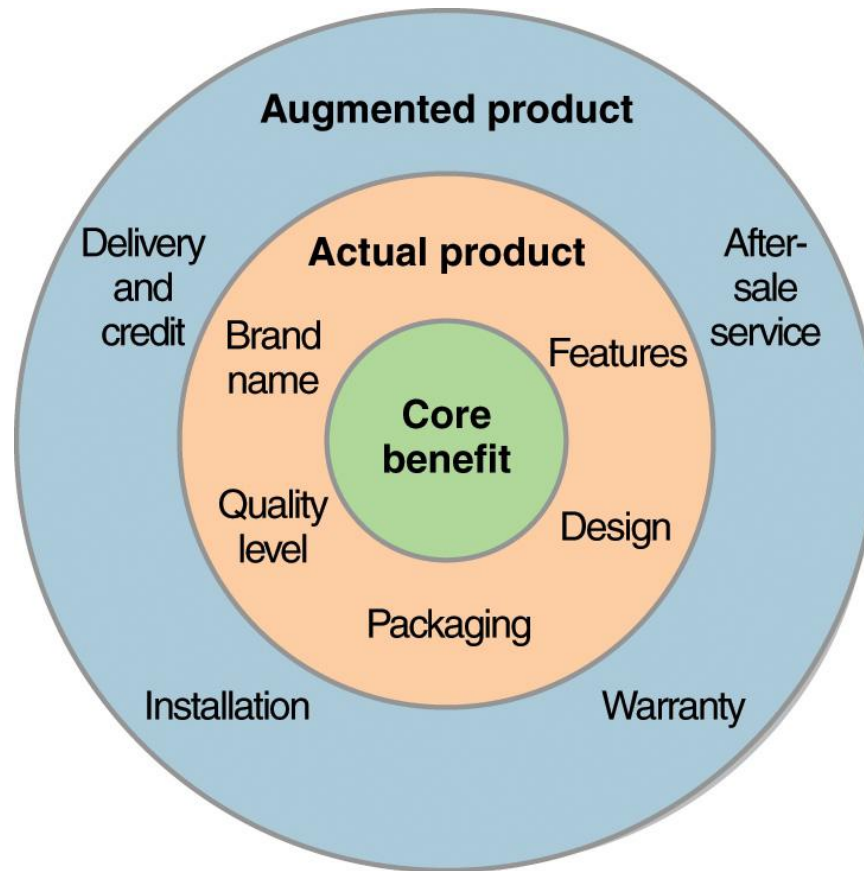 Augmented product
Delivery
and
credit
After-
sale
service
Actual product
Brand
name
Features
Core
benefit
Quality
level
Design
Packaging
Installation
Warranty